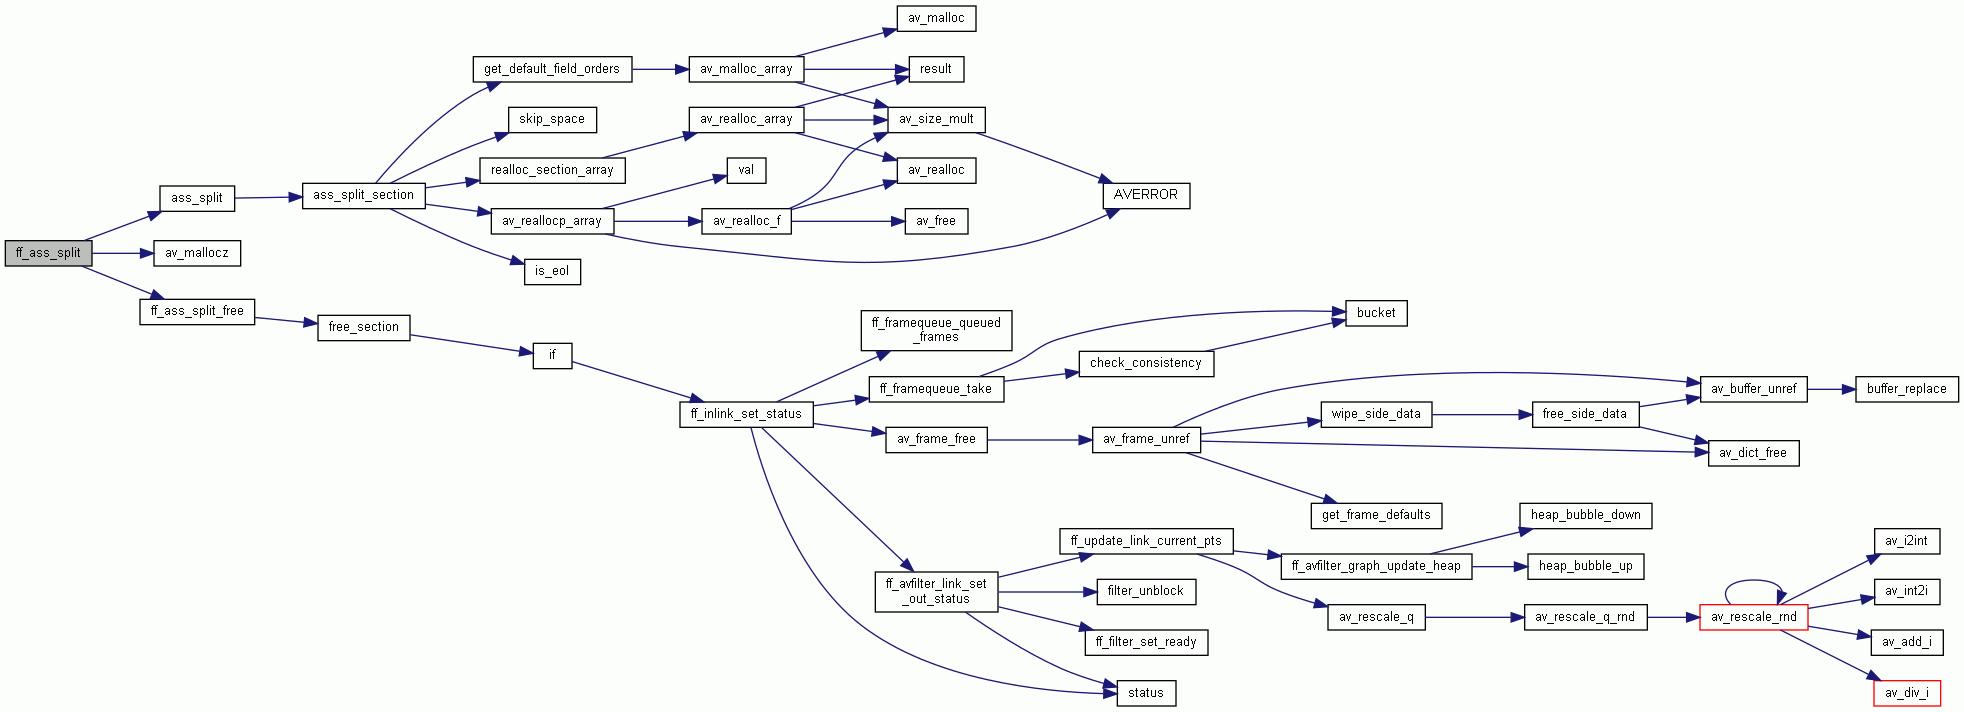 av_malloc
get_default_field_orders
av_malloc_array
result
skip_space
av_realloc_array
av_size_mult
realloc_section_array
val
av_realloc
ass_split
ass_split_section
AVERROR
av_reallocp_array
av_realloc_f
av_free
ff_ass_split
av_mallocz
is_eol
ff_ass_split_free
free_section
if
ff_framequeue_queued
_frames
bucket
check_consistency
ff_framequeue_take
av_buffer_unref
buffer_replace
ff_inlink_set_status
wipe_side_data
free_side_data
av_frame_free
av_frame_unref
av_dict_free
get_frame_defaults
heap_bubble_down
ff_update_link_current_pts
av_i2int
ff_avfilter_graph_update_heap
heap_bubble_up
ff_avfilter_link_set
_out_status
filter_unblock
av_int2i
av_rescale_q
av_rescale_q_rnd
av_rescale_rnd
ff_filter_set_ready
av_add_i
status
av_div_i